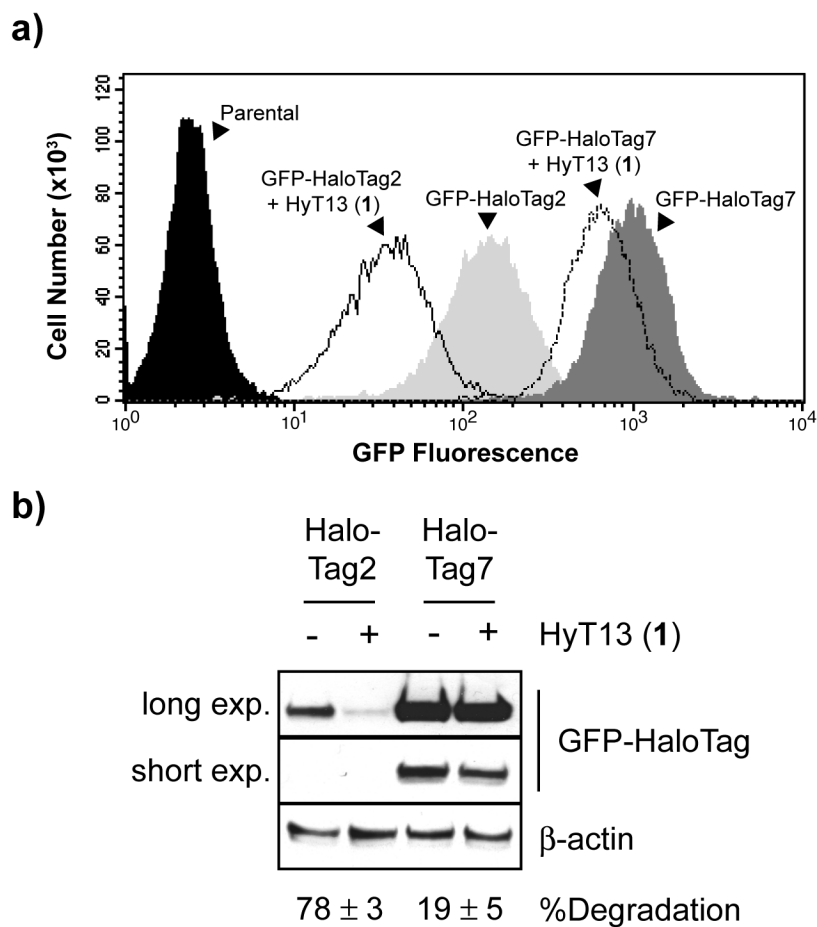 a)
Cell Number (x10³)
120
100
80
60
40
20
0
Parental
GFP-HaloTag2
+ HyT13 (1)
GFP-HaloTag2
GFP-HaloTag7
+ HyT13 (1)
GFP-HaloTag7
10⁰
10¹
10²
10³
10⁴
GFP Fluorescence
b)
Halo-
Tag2
Halo-
Tag7
- + - + HyT13 (1)
long exp.
short exp.
GFP-HaloTag
β-actin
78 ± 3 19 ± 5 %Degradation